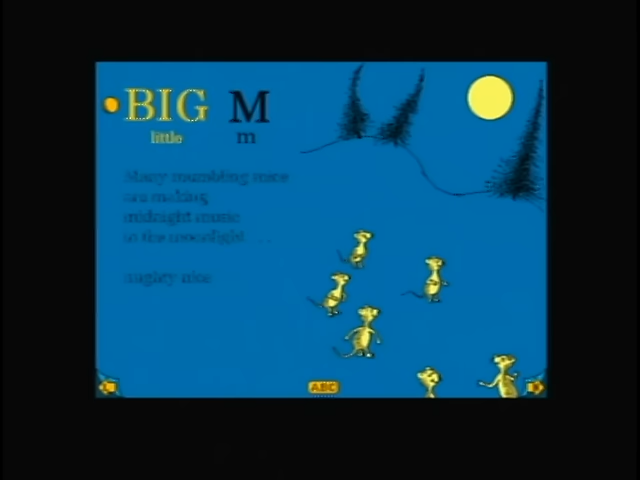 BIG M
little m
Many mumbling mice
are making
midnight music
in the moonlight . . .
mighty nice
ABC